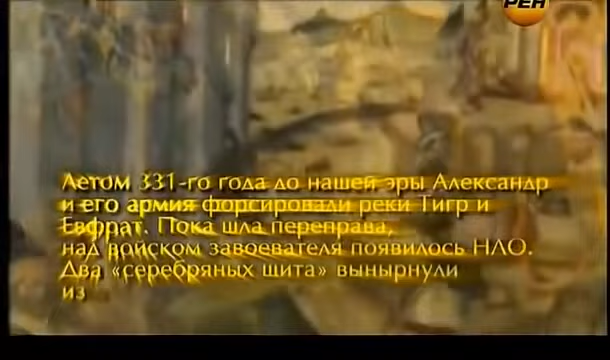 РЕН
Летом 331-го года до нашей эры Александр
и его армия форсировали реки Тигр и
Евфрат. Пока шла переправа,
над войском завоевателя появилось НЛО.
Два «серебряных щита» вынырнули
из